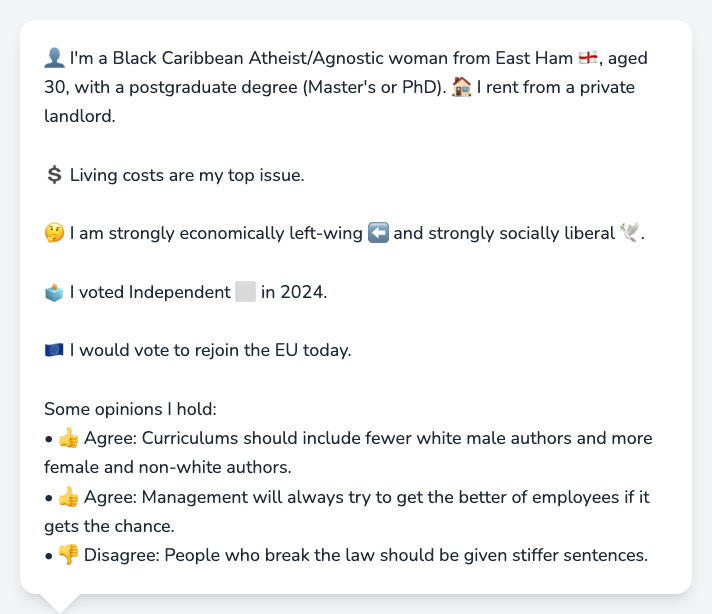 👤 I'm a Black Caribbean Atheist/Agnostic woman from East Ham 🏴󠁧󠁢󠁥󠁮󠁧󠁿, aged
30, with a postgraduate degree (Master's or PhD). 🏠 I rent from a private
landlord.
💲 Living costs are my top issue.
🤔 I am strongly economically left-wing ⬅️ and strongly socially liberal 🕊️.
🗳️ I voted Independent ⬜ in 2024.
🇪🇺 I would vote to rejoin the EU today.
Some opinions I hold:
• 👍 Agree: Curriculums should include fewer white male authors and more
female and non-white authors.
• 👍 Agree: Management will always try to get the better of employees if it
gets the chance.
• 👎 Disagree: People who break the law should be given stiffer sentences.